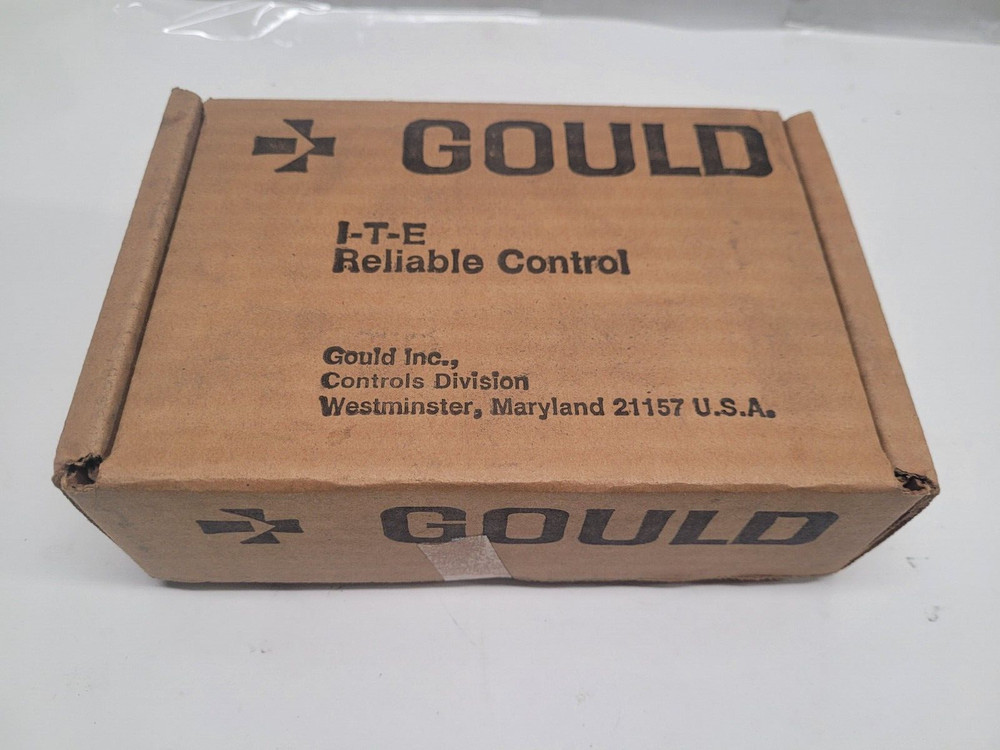 GOULD
I-T-E
Reliable Control
Gould Inc.,
Controls Division
Westminster, Maryland 21157 U.S.A.
GOULD